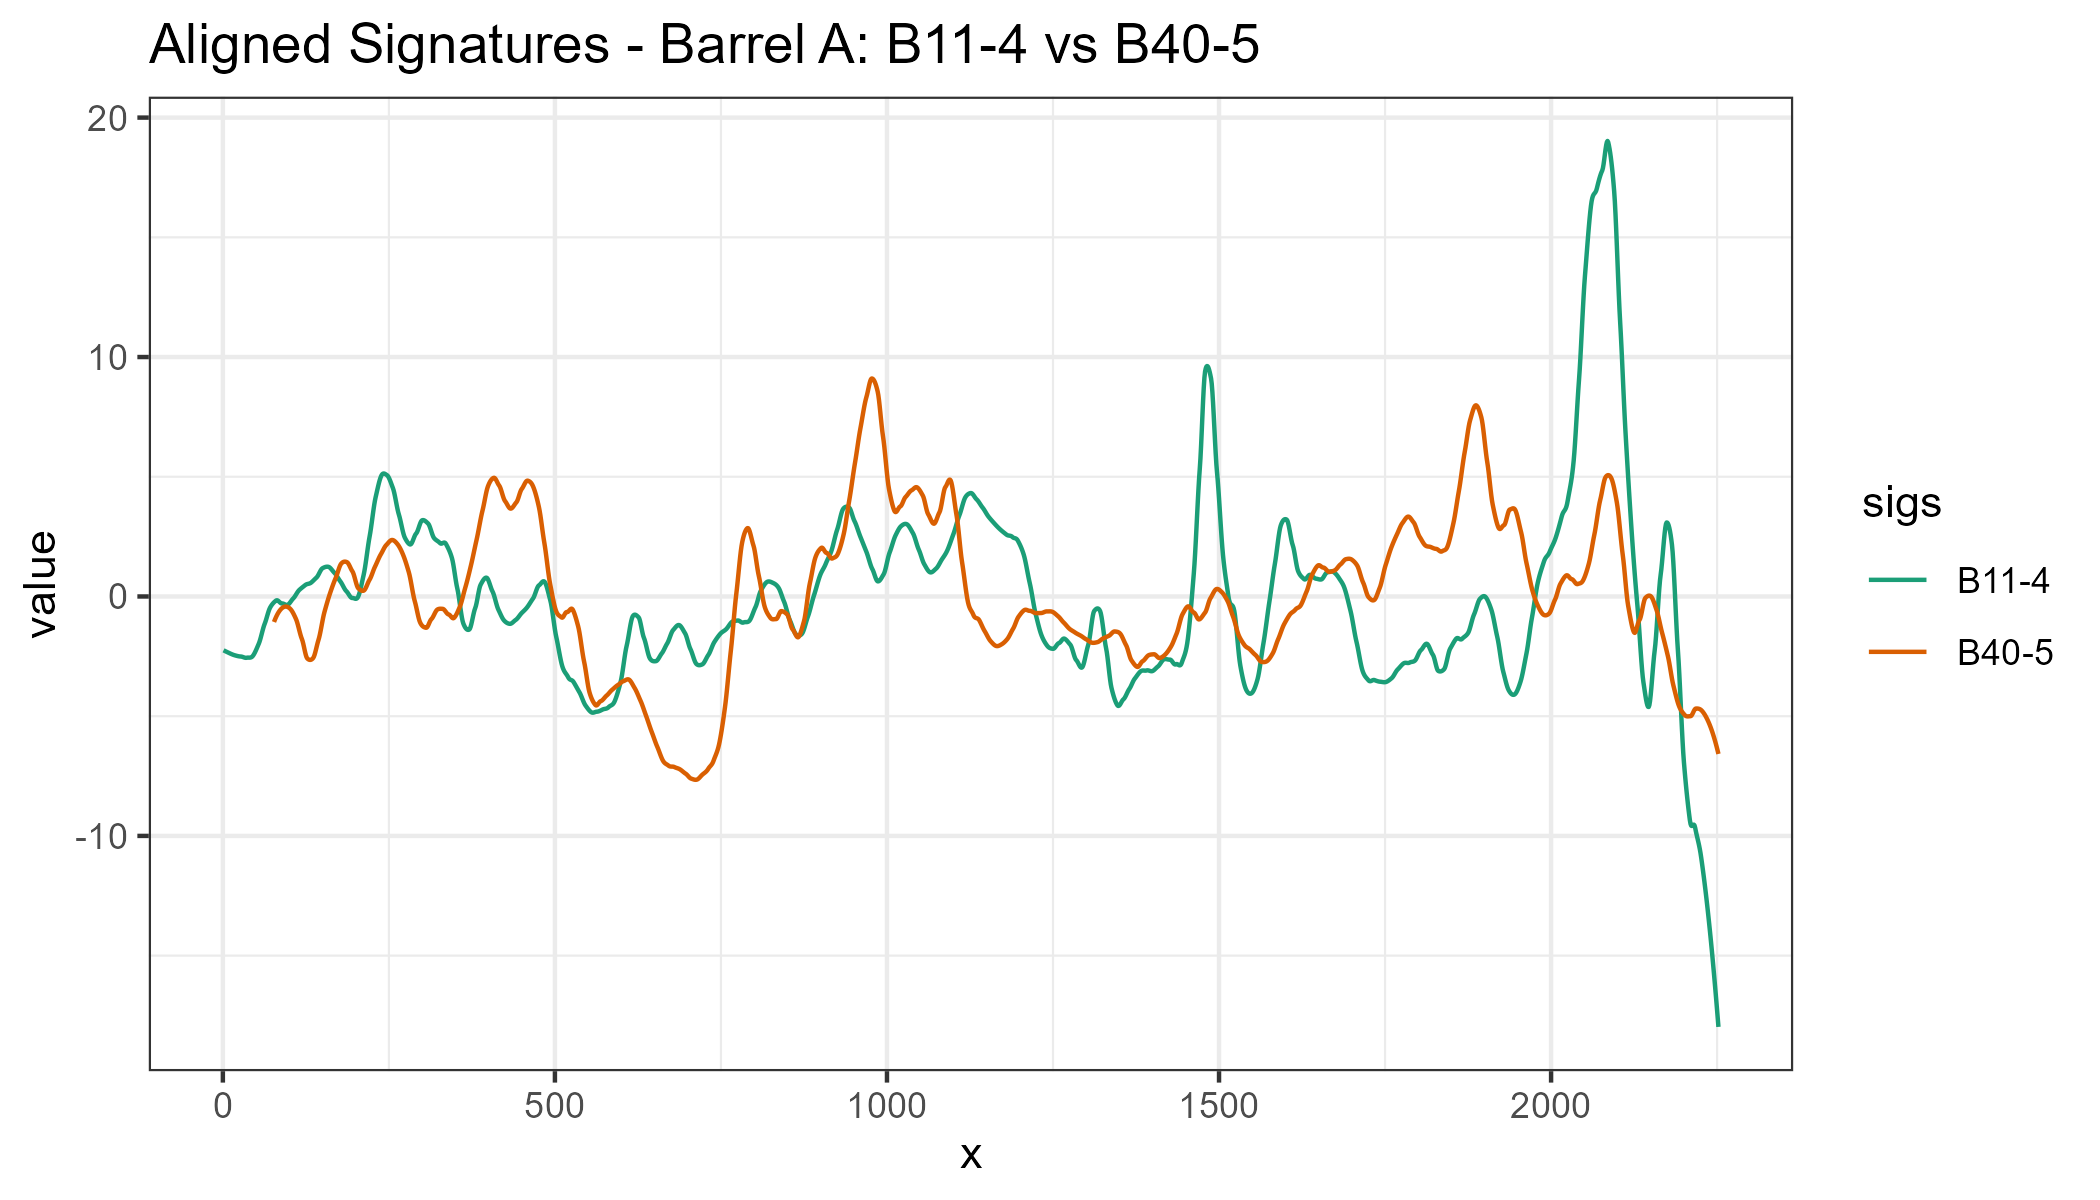 Aligned Signatures - Barrel A: B11-4 vs B40-5
value
20
10
0
-10
0 500 1000 1500 2000
x
sigs
B11-4
B40-5